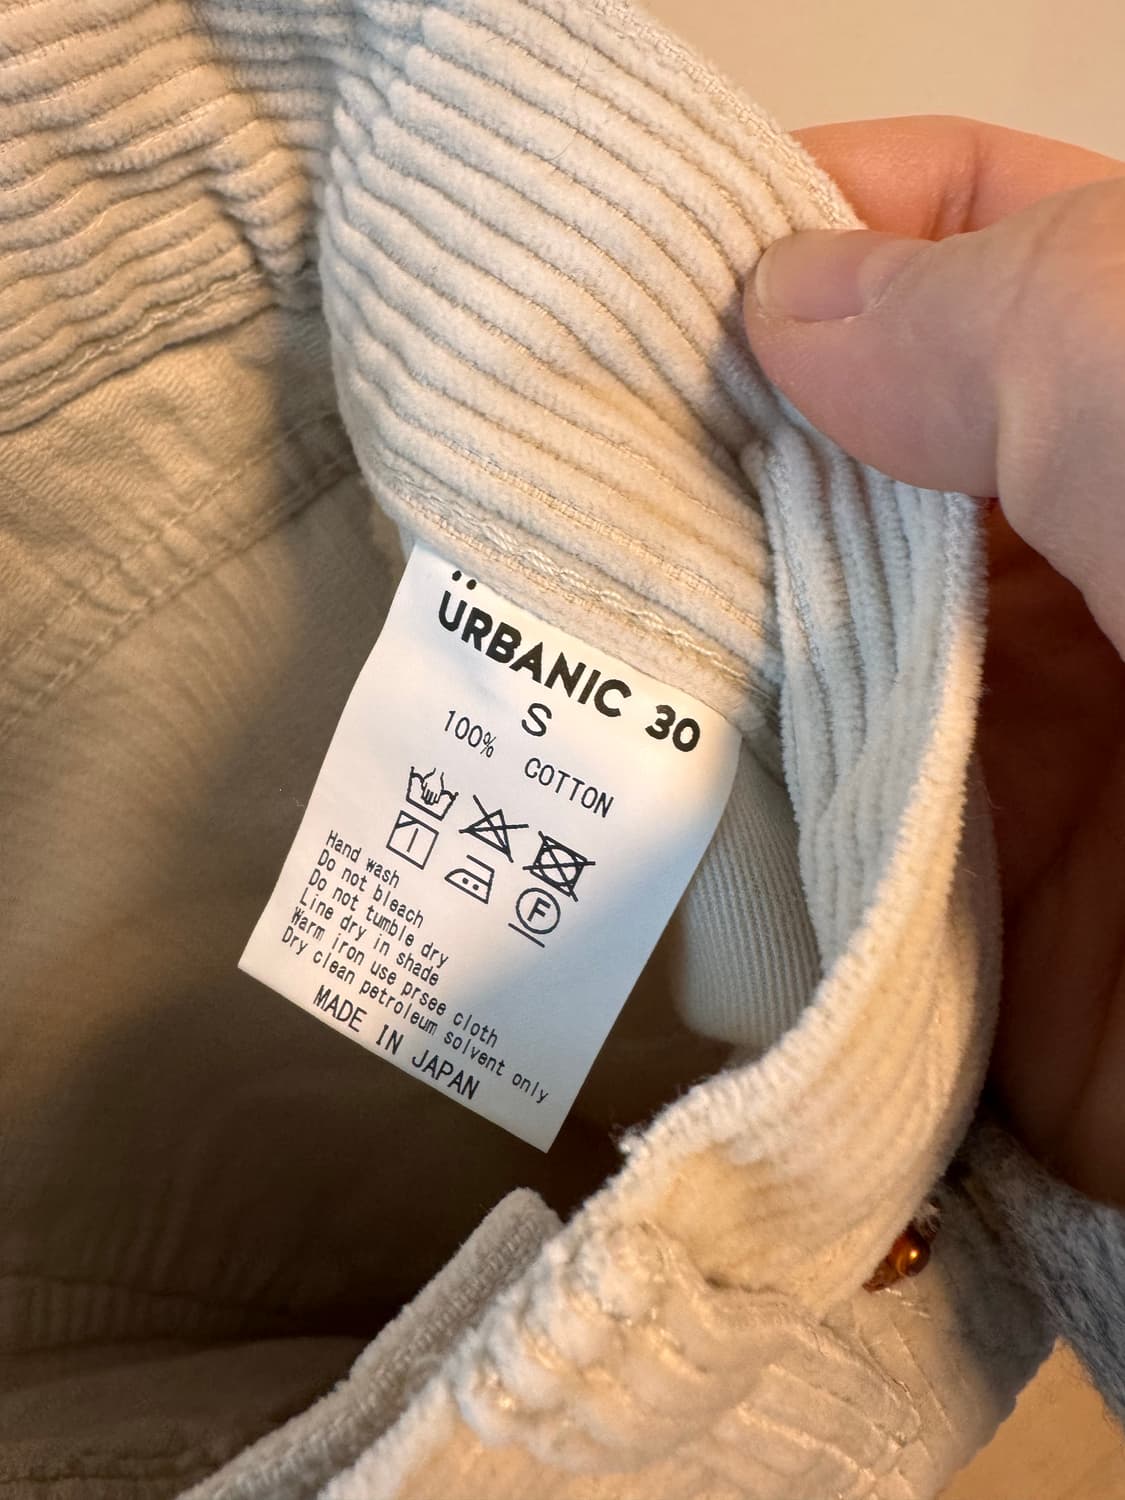 ÜRBANIC 30
S
100% COTTON
F
Hand wash
Do not bleach
Do not tumble dry
Line dry in shade
Warm iron use prsee cloth
Dry clean petroleum solvent only
MADE IN JAPAN